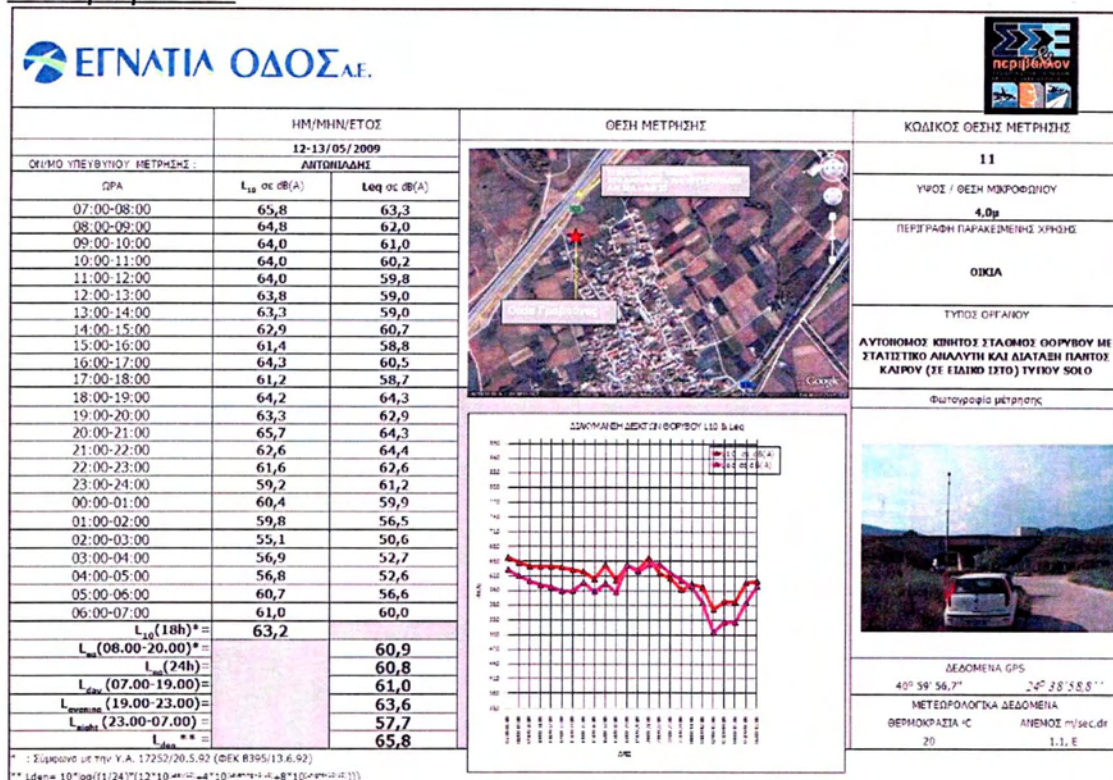 ΕΓΝΑΤΙΑ ΟΔΟΣ Α.Ε.
ΣΣΕ
&
περιβάλλον
ΗΜ/ΜΗΝ/ΕΤΟΣ
ΘΕΣΗ ΜΕΤΡΗΣΗΣ
ΚΩΔΙΚΟΣ ΘΕΣΗΣ ΜΕΤΡΗΣΗΣ
12-13/05/2009
11
ΟΝ/ΜΟ ΥΠΕΥΘΥΝΟΥ ΜΕΤΡΗΣΗΣ :
ΑΝΤΩΝΙΑΔΗΣ
ΩΡΑ L10 σε dB(A) Leq σε dB(A)
07:00-08:00 65,8 63,3
08:00-09:00 64,8 62,0
09:00-10:00 64,0 61,0
10:00-11:00 64,0 60,2
11:00-12:00 64,0 59,8
12:00-13:00 63,8 59,0
13:00-14:00 63,3 59,0
14:00-15:00 62,9 60,7
15:00-16:00 61,4 58,8
16:00-17:00 64,3 60,5
17:00-18:00 61,2 58,7
18:00-19:00 64,2 64,3
19:00-20:00 63,3 62,9
20:00-21:00 65,7 64,3
21:00-22:00 62,6 64,4
22:00-23:00 61,6 62,6
23:00-24:00 59,2 61,2
00:00-01:00 60,4 59,9
01:00-02:00 59,8 56,5
02:00-03:00 55,1 50,6
03:00-04:00 56,9 52,7
04:00-05:00 56,8 52,6
05:00-06:00 60,7 56,6
06:00-07:00 61,0 60,0
L10(18h)*= 63,2
Leq(08.00-20.00)*= 60,9
Leq(24h)= 60,8
Lday (07.00-19.00)= 61,0
Levening (19.00-23.00)= 63,6
Lnight (23.00-07.00) = 57,7
Lden ** = 65,8
Google
ΔΙΑΚΥΜΑΝΣΗ ΔΕΙΚΤΩΝ ΘΟΡΥΒΟΥ L10 & Leq
L10 σε dB(A)
Leq σε dB(A)
ΥΨΟΣ / ΘΕΣΗ ΜΙΚΡΟΦΩΝΟΥ
4,0μ
ΠΕΡΙΓΡΑΦΗ ΠΑΡΑΚΕΙΜΕΝΗΣ ΧΡΗΣΗΣ
ΟΙΚΙΑ
ΤΥΠΟΣ ΟΡΓΑΝΟΥ
ΑΥΤΟΝΟΜΟΣ ΚΙΝΗΤΟΣ ΣΤΑΘΜΟΣ ΘΟΡΥΒΟΥ ΜΕ
ΣΤΑΤΙΣΤΙΚΟ ΑΝΑΛΥΤΗ ΚΑΙ ΔΙΑΤΑΞΗ ΠΑΝΤΟΣ
ΚΑΙΡΟΥ (ΣΕ ΕΙΔΙΚΟ ΙΣΤΟ) ΤΥΠΟΥ SOLO
Φωτογραφία μέτρησης
ΔΕΔΟΜΕΝΑ GPS
40º 59' 56,7" 24º 38'58,8''
ΜΕΤΕΩΡΟΛΟΓΙΚΑ ΔΕΔΟΜΕΝΑ
ΘΕΡΜΟΚΡΑΣΙΑ ºC ΑΝΕΜΟΣ m/sec,dr
20 1.1, E
* : Σύμφωνα με την Υ.Α. 17252/20.5.92 (ΦΕΚ Β395/13.6.92)